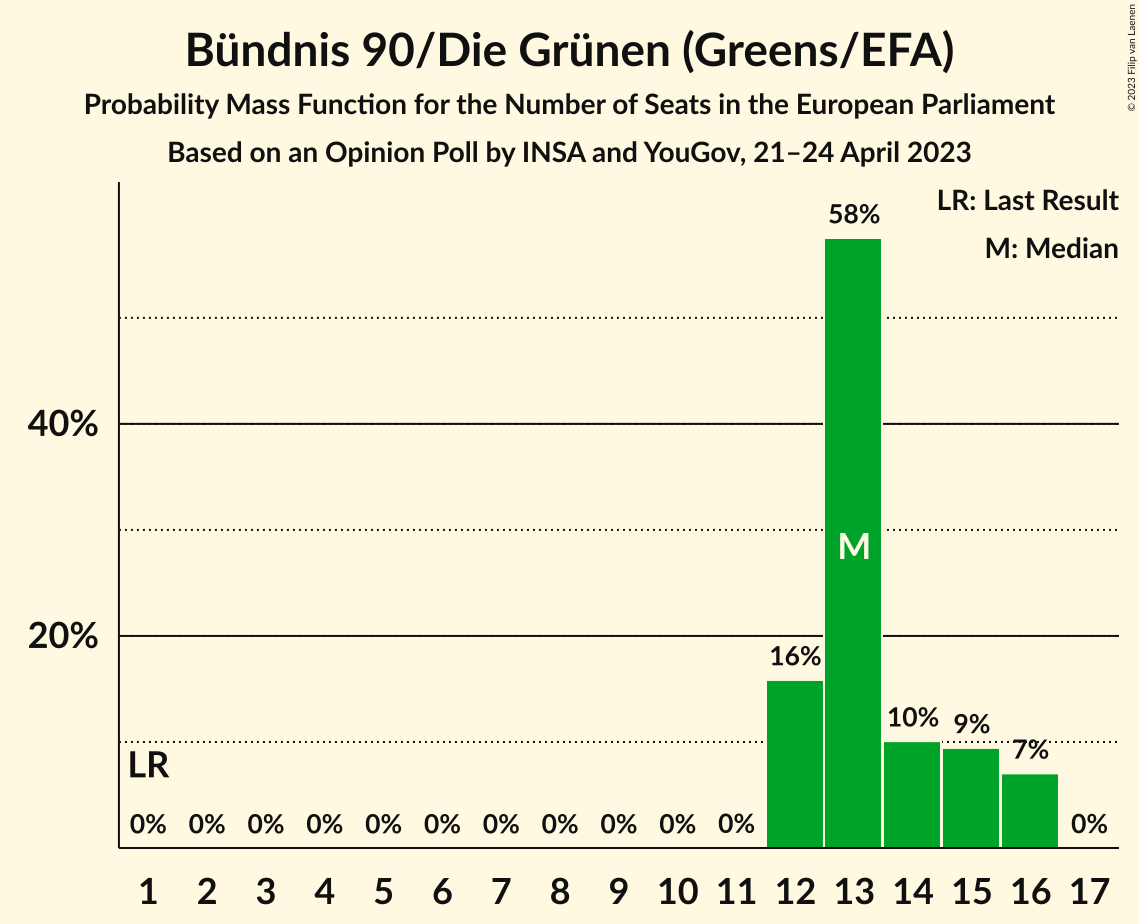 Bündnis 90/Die Grünen (Greens/EFA)
Probability Mass Function for the Number of Seats in the European Parliament
Based on an Opinion Poll by INSA and YouGov, 21–24 April 2023
© 2023 Filip van Laenen
LR: Last Result
M: Median
58%
40%
M
20%
16%
10%
9%
7%
LR
0% 0% 0% 0% 0% 0% 0% 0% 0% 0% 0% 0%
1 2 3 4 5 6 7 8 9 10 11 12 13 14 15 16 17